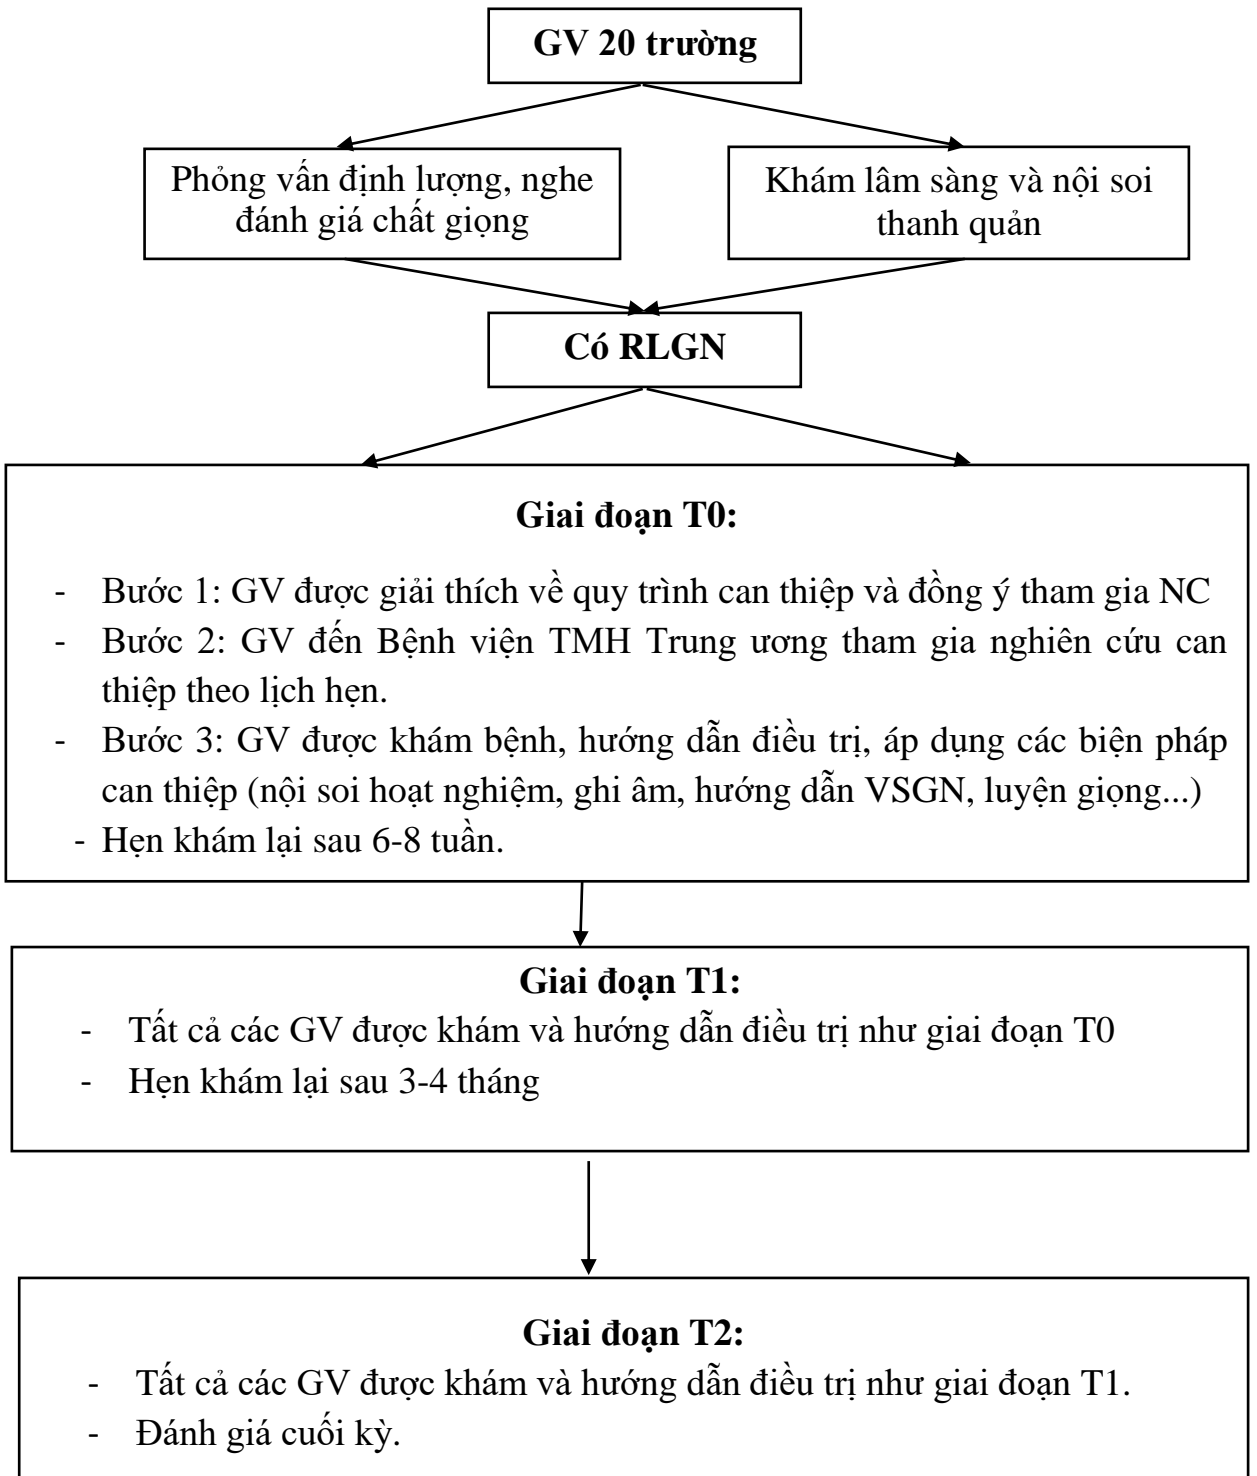 GV 20 trường
Phỏng vấn định lượng, nghe
đánh giá chất giọng
Khám lâm sàng và nội soi
thanh quản
Có RLGN
Giai đoạn T0:
- Bước 1: GV được giải thích về quy trình can thiệp và đồng ý tham gia NC
- Bước 2: GV đến Bệnh viện TMH Trung ương tham gia nghiên cứu can
thiệp theo lịch hẹn.
- Bước 3: GV được khám bệnh, hướng dẫn điều trị, áp dụng các biện pháp
can thiệp (nội soi hoạt nghiệm, ghi âm, hướng dẫn VSGN, luyện giọng...)
- Hẹn khám lại sau 6-8 tuần.
Giai đoạn T1:
- Tất cả các GV được khám và hướng dẫn điều trị như giai đoạn T0
- Hẹn khám lại sau 3-4 tháng
Giai đoạn T2:
- Tất cả các GV được khám và hướng dẫn điều trị như giai đoạn T1.
- Đánh giá cuối kỳ.